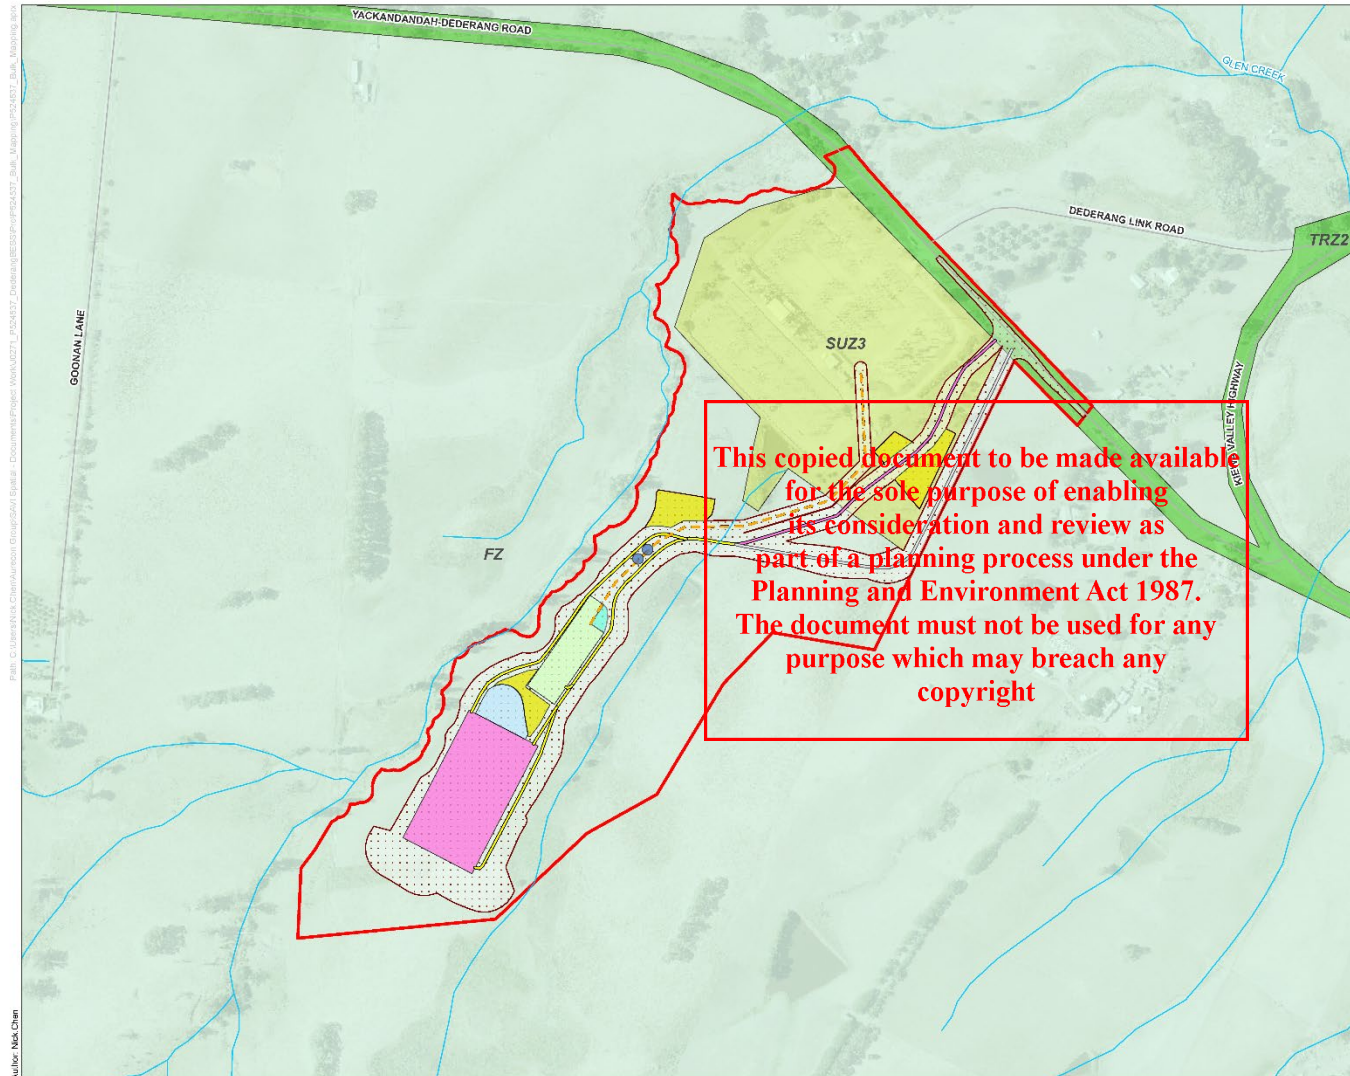 YACKANDANDAH-DEDERANG ROAD
GLEN CREEK
DEDERANG LINK ROAD
TRZ2
GOONAN LANE
SUZ3
KIEWA VALLEY HIGHWAY
FZ
This copied document to be made available
for the sole purpose of enabling
its consideration and review as
part of a planning process under the
Planning and Environment Act 1987.
The document must not be used for any
purpose which may breach any
copyright
Author: Nick.Chen